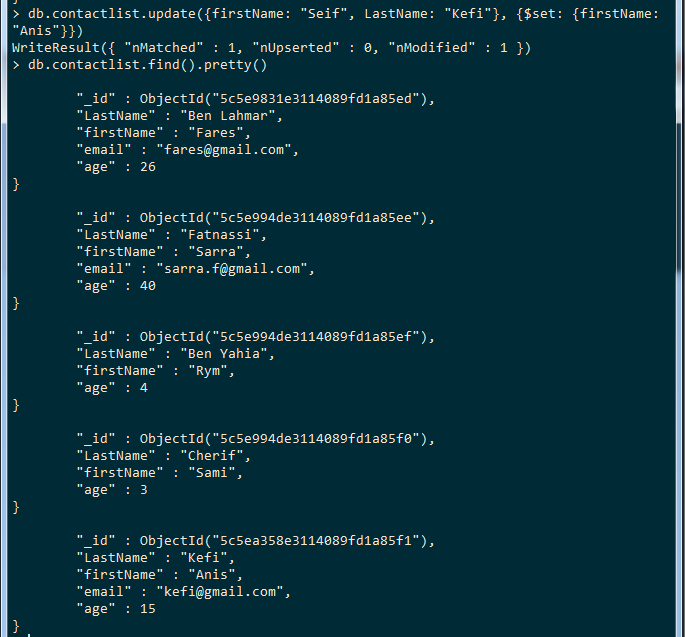 > db.contactlist.update({firstName: "Seif", LastName: "Kefi"}, {$set: {firstName:
"Anis"}})
WriteResult({ "nMatched" : 1, "nUpserted" : 0, "nModified" : 1 })
> db.contactlist.find().pretty()
"_id" : ObjectId("5c5e9831e3114089fd1a85ed"),
"LastName" : "Ben Lahmar",
"firstName" : "Fares",
"email" : "fares@gmail.com",
"age" : 26
}
"_id" : ObjectId("5c5e994de3114089fd1a85ee"),
"LastName" : "Fatnassi",
"firstName" : "Sarra",
"email" : "sarra.f@gmail.com",
"age" : 40
}
"_id" : ObjectId("5c5e994de3114089fd1a85ef"),
"LastName" : "Ben Yahia",
"firstName" : "Rym",
"age" : 4
}
"_id" : ObjectId("5c5e994de3114089fd1a85f0"),
"LastName" : "Cherif",
"firstName" : "Sami",
"age" : 3
}
"_id" : ObjectId("5c5ea358e3114089fd1a85f1"),
"LastName" : "Kefi",
"firstName" : "Anis",
"email" : "kefi@gmail.com",
"age" : 15
}